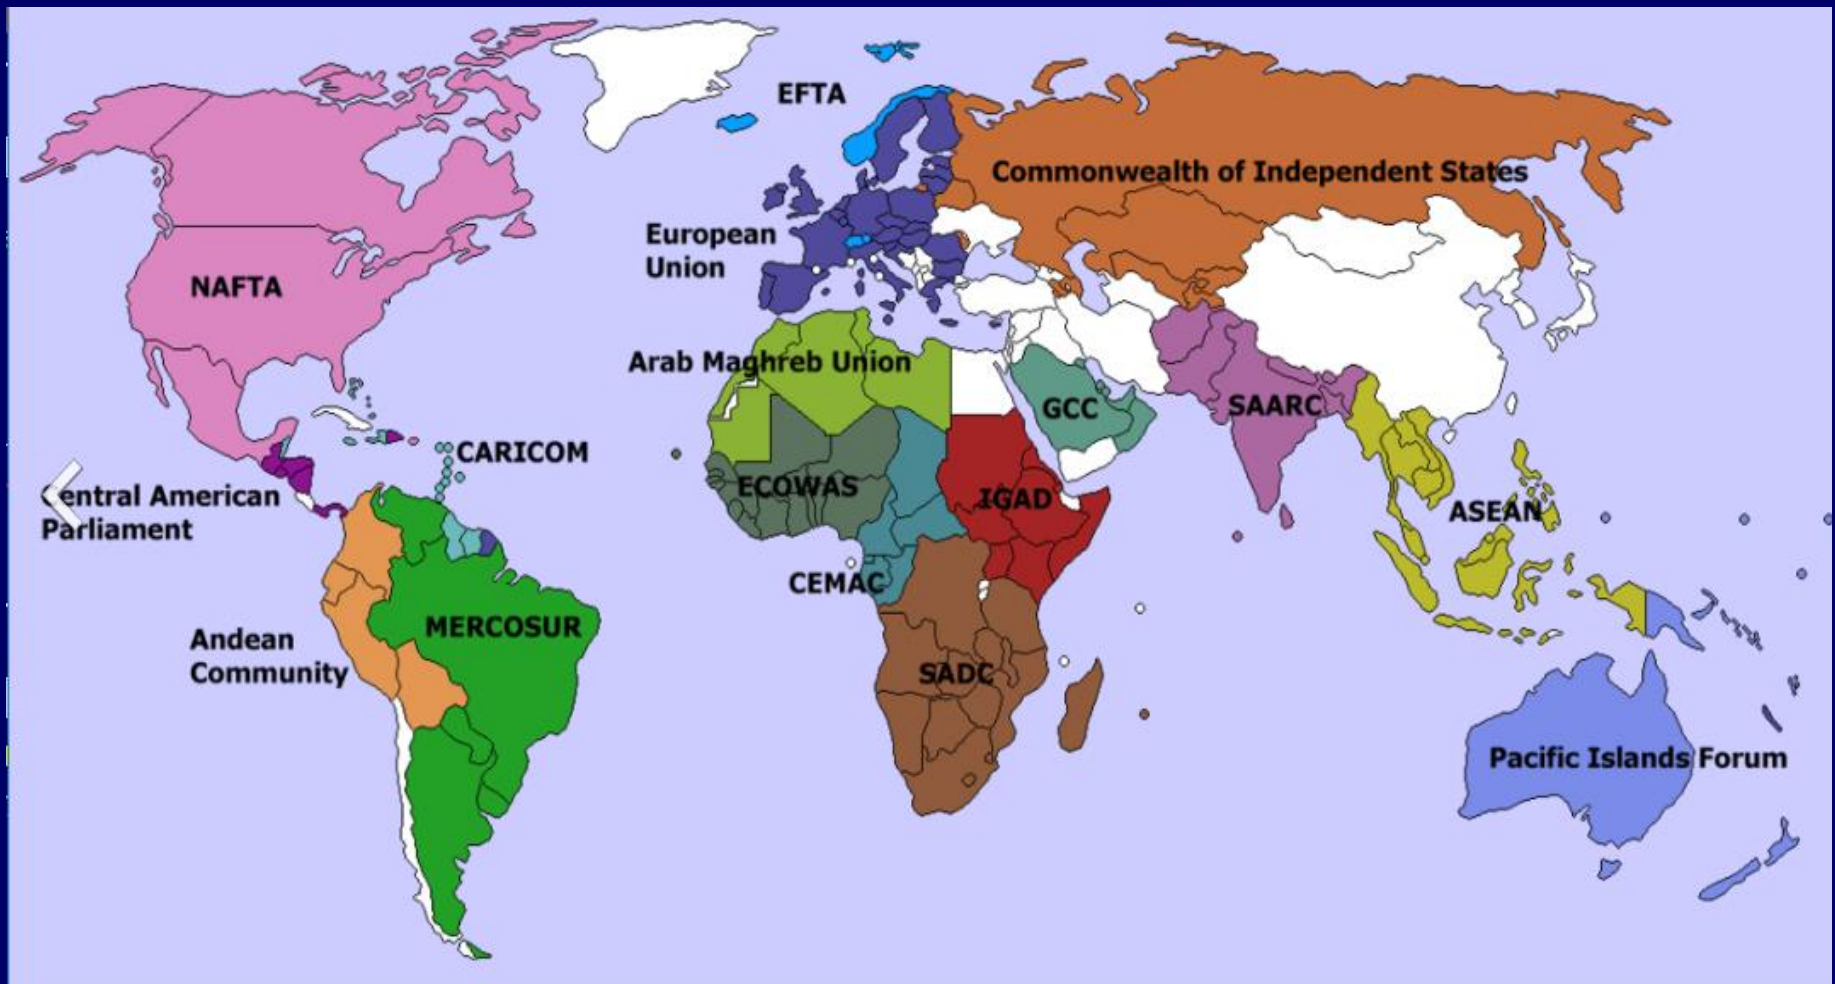 EFTA
Commonwealth of Independent States
European
Union
NAFTA
Arab Maghreb Union
GCC
SAARC
CARICOM
ECOWAS
IGAD
Central American
Parliament
ASEAN
CEMAC
MERCOSUR
Andean
Community
SADC
Pacific Islands Forum